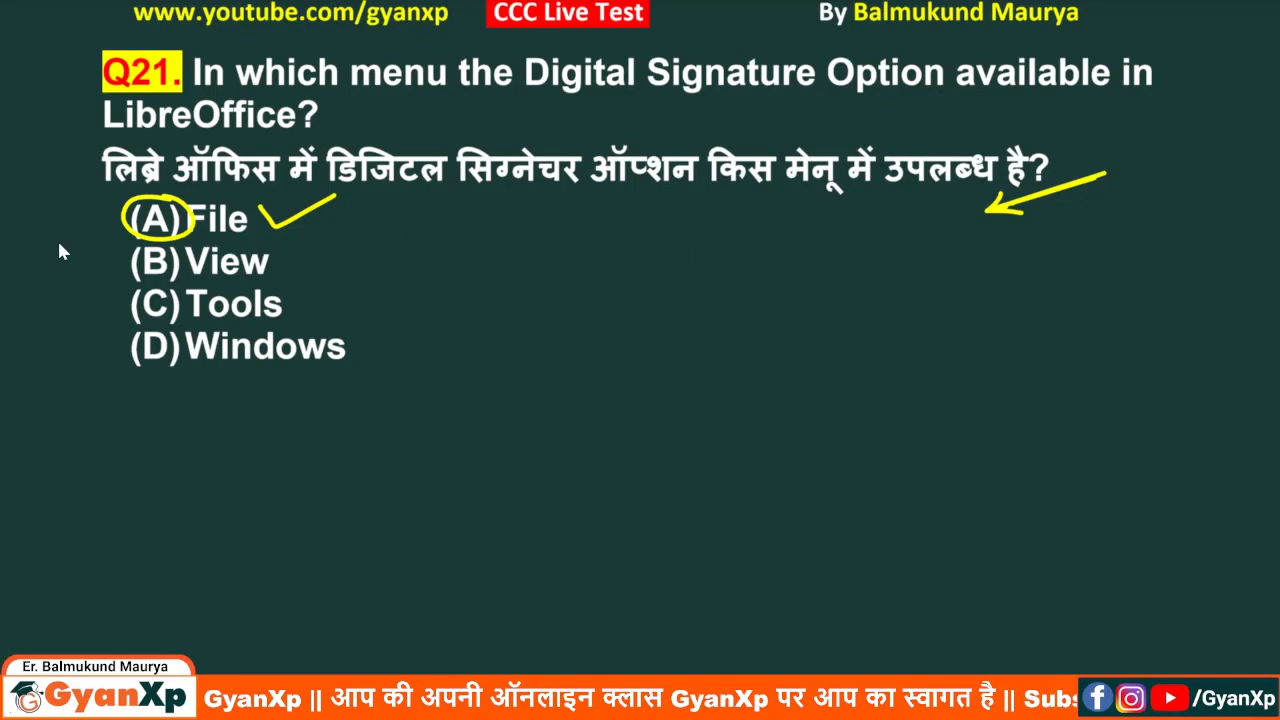 www.youtube.com/gyanxp CCC Live Test By Balmukund Maurya
Q21. In which menu the Digital Signature Option available in
LibreOffice?
लिब्रे ऑफिस में डिजिटल सिग्नेचर ऑप्शन किस मेनू में उपलब्ध है?
(A) File
(B) View
(C) Tools
(D) Windows
Er. Balmukund Maurya
GyanXp GyanXp || आप की अपनी ऑनलाइन क्लास GyanXp पर आप का स्वागत है || Subs /GyanXp